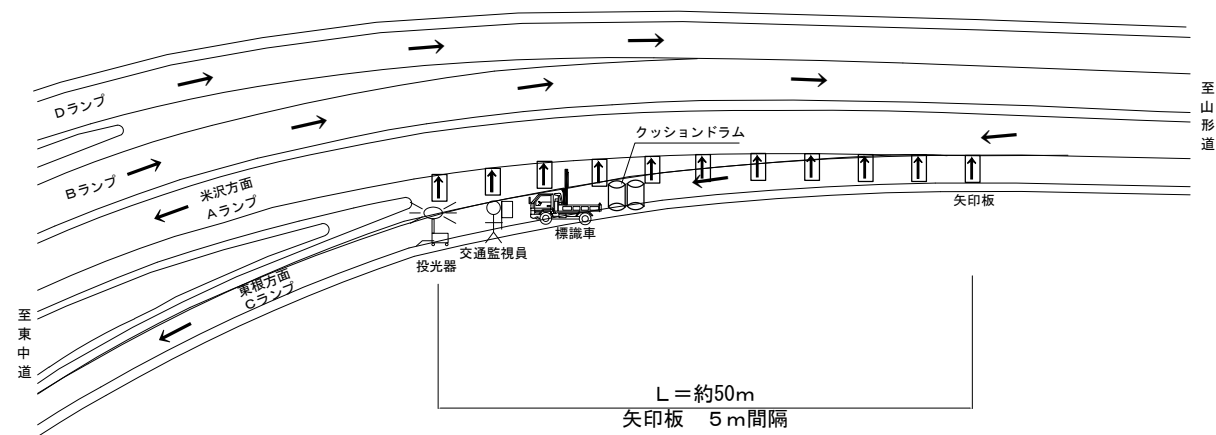 Dランプ
Bランプ
米沢方面
Aランプ
東根方面
Cランプ
至東中道
至山形道
クッションドラム
矢印板
標識車
交通監視員
投光器
L=約50m
矢印板 5m間隔